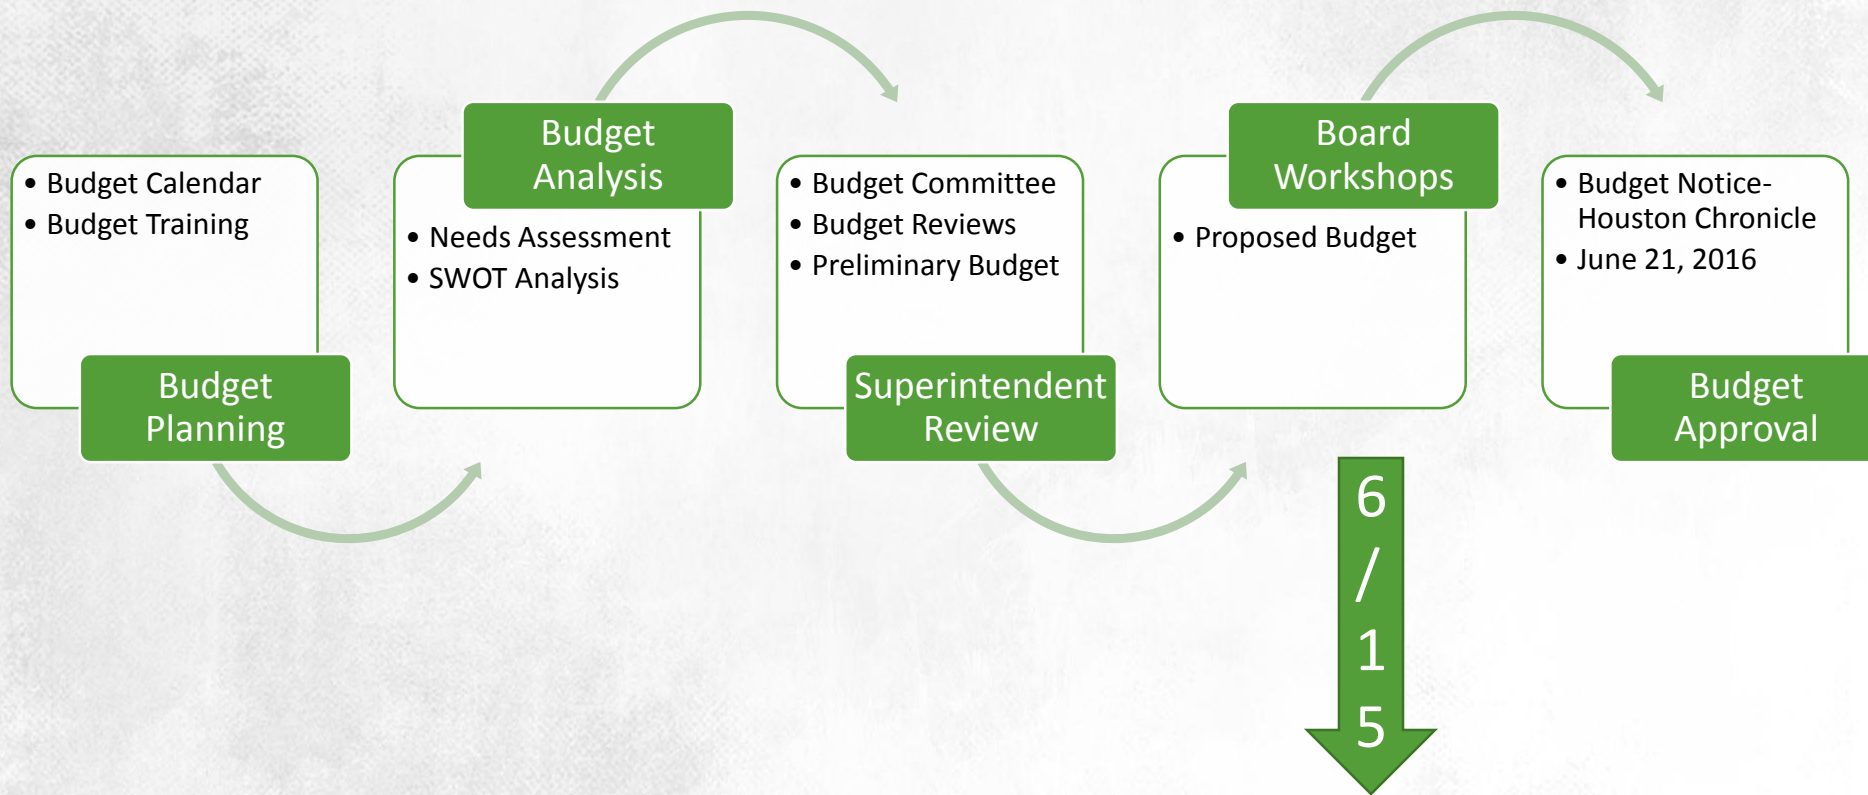 • Budget Calendar
• Budget Training
Budget
Planning
Budget
Analysis
• Needs Assessment
• SWOT Analysis
• Budget Committee
• Budget Reviews
• Preliminary Budget
Superintendent
Review
Board
Workshops
• Proposed Budget
6
/
1
5
• Budget Notice-
Houston Chronicle
• June 21, 2016
Budget
Approval